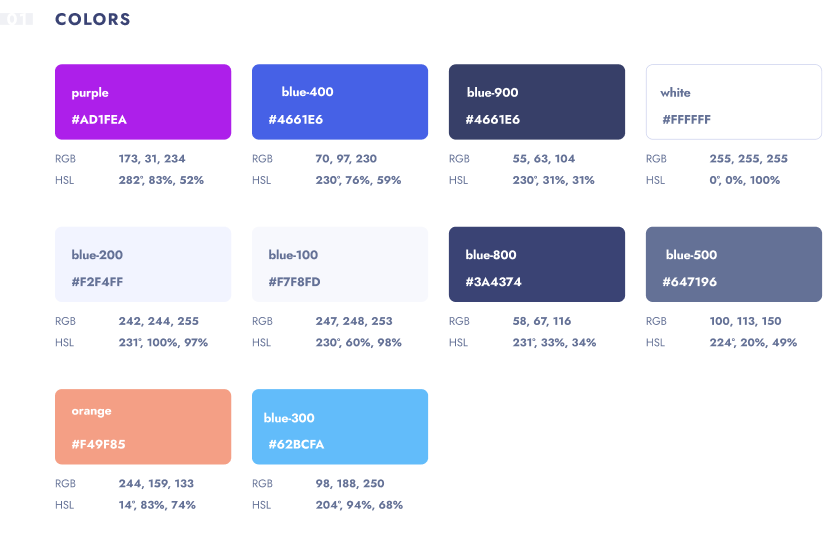 01 COLORS
purple
#AD1FEA
RGB 173, 31, 234
HSL 282°, 83%, 52%
blue-400
#4661E6
RGB 70, 97, 230
HSL 230°, 76%, 59%
blue-900
#4661E6
RGB 55, 63, 104
HSL 230°, 31%, 31%
white
#FFFFFF
RGB 255, 255, 255
HSL 0°, 0%, 100%
blue-200
#F2F4FF
RGB 242, 244, 255
HSL 231°, 100%, 97%
blue-100
#F7F8FD
RGB 247, 248, 253
HSL 230°, 60%, 98%
blue-800
#3A4374
RGB 58, 67, 116
HSL 231°, 33%, 34%
blue-500
#647196
RGB 100, 113, 150
HSL 224°, 20%, 49%
orange
#F49F85
RGB 244, 159, 133
HSL 14°, 83%, 74%
blue-300
#62BCFA
RGB 98, 188, 250
HSL 204°, 94%, 68%